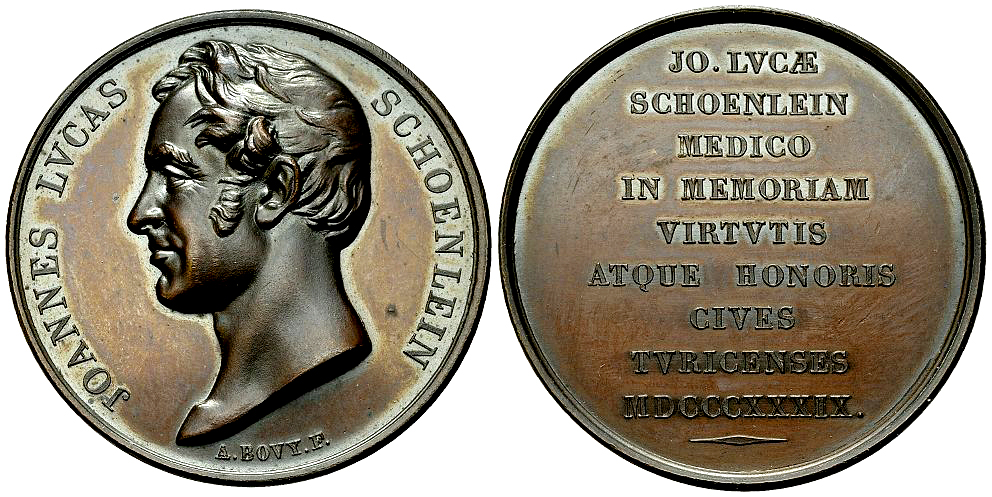 JOANNES LVCAS SCHOENLEIN
A. BOVY. F.
JO. LVCÆ
SCHOENLEIN
MEDICO
IN MEMORIAM
VIRTVTIS
ATQUE HONORIS
CIVES
TVRICENSES
MDCCCXXXIX.